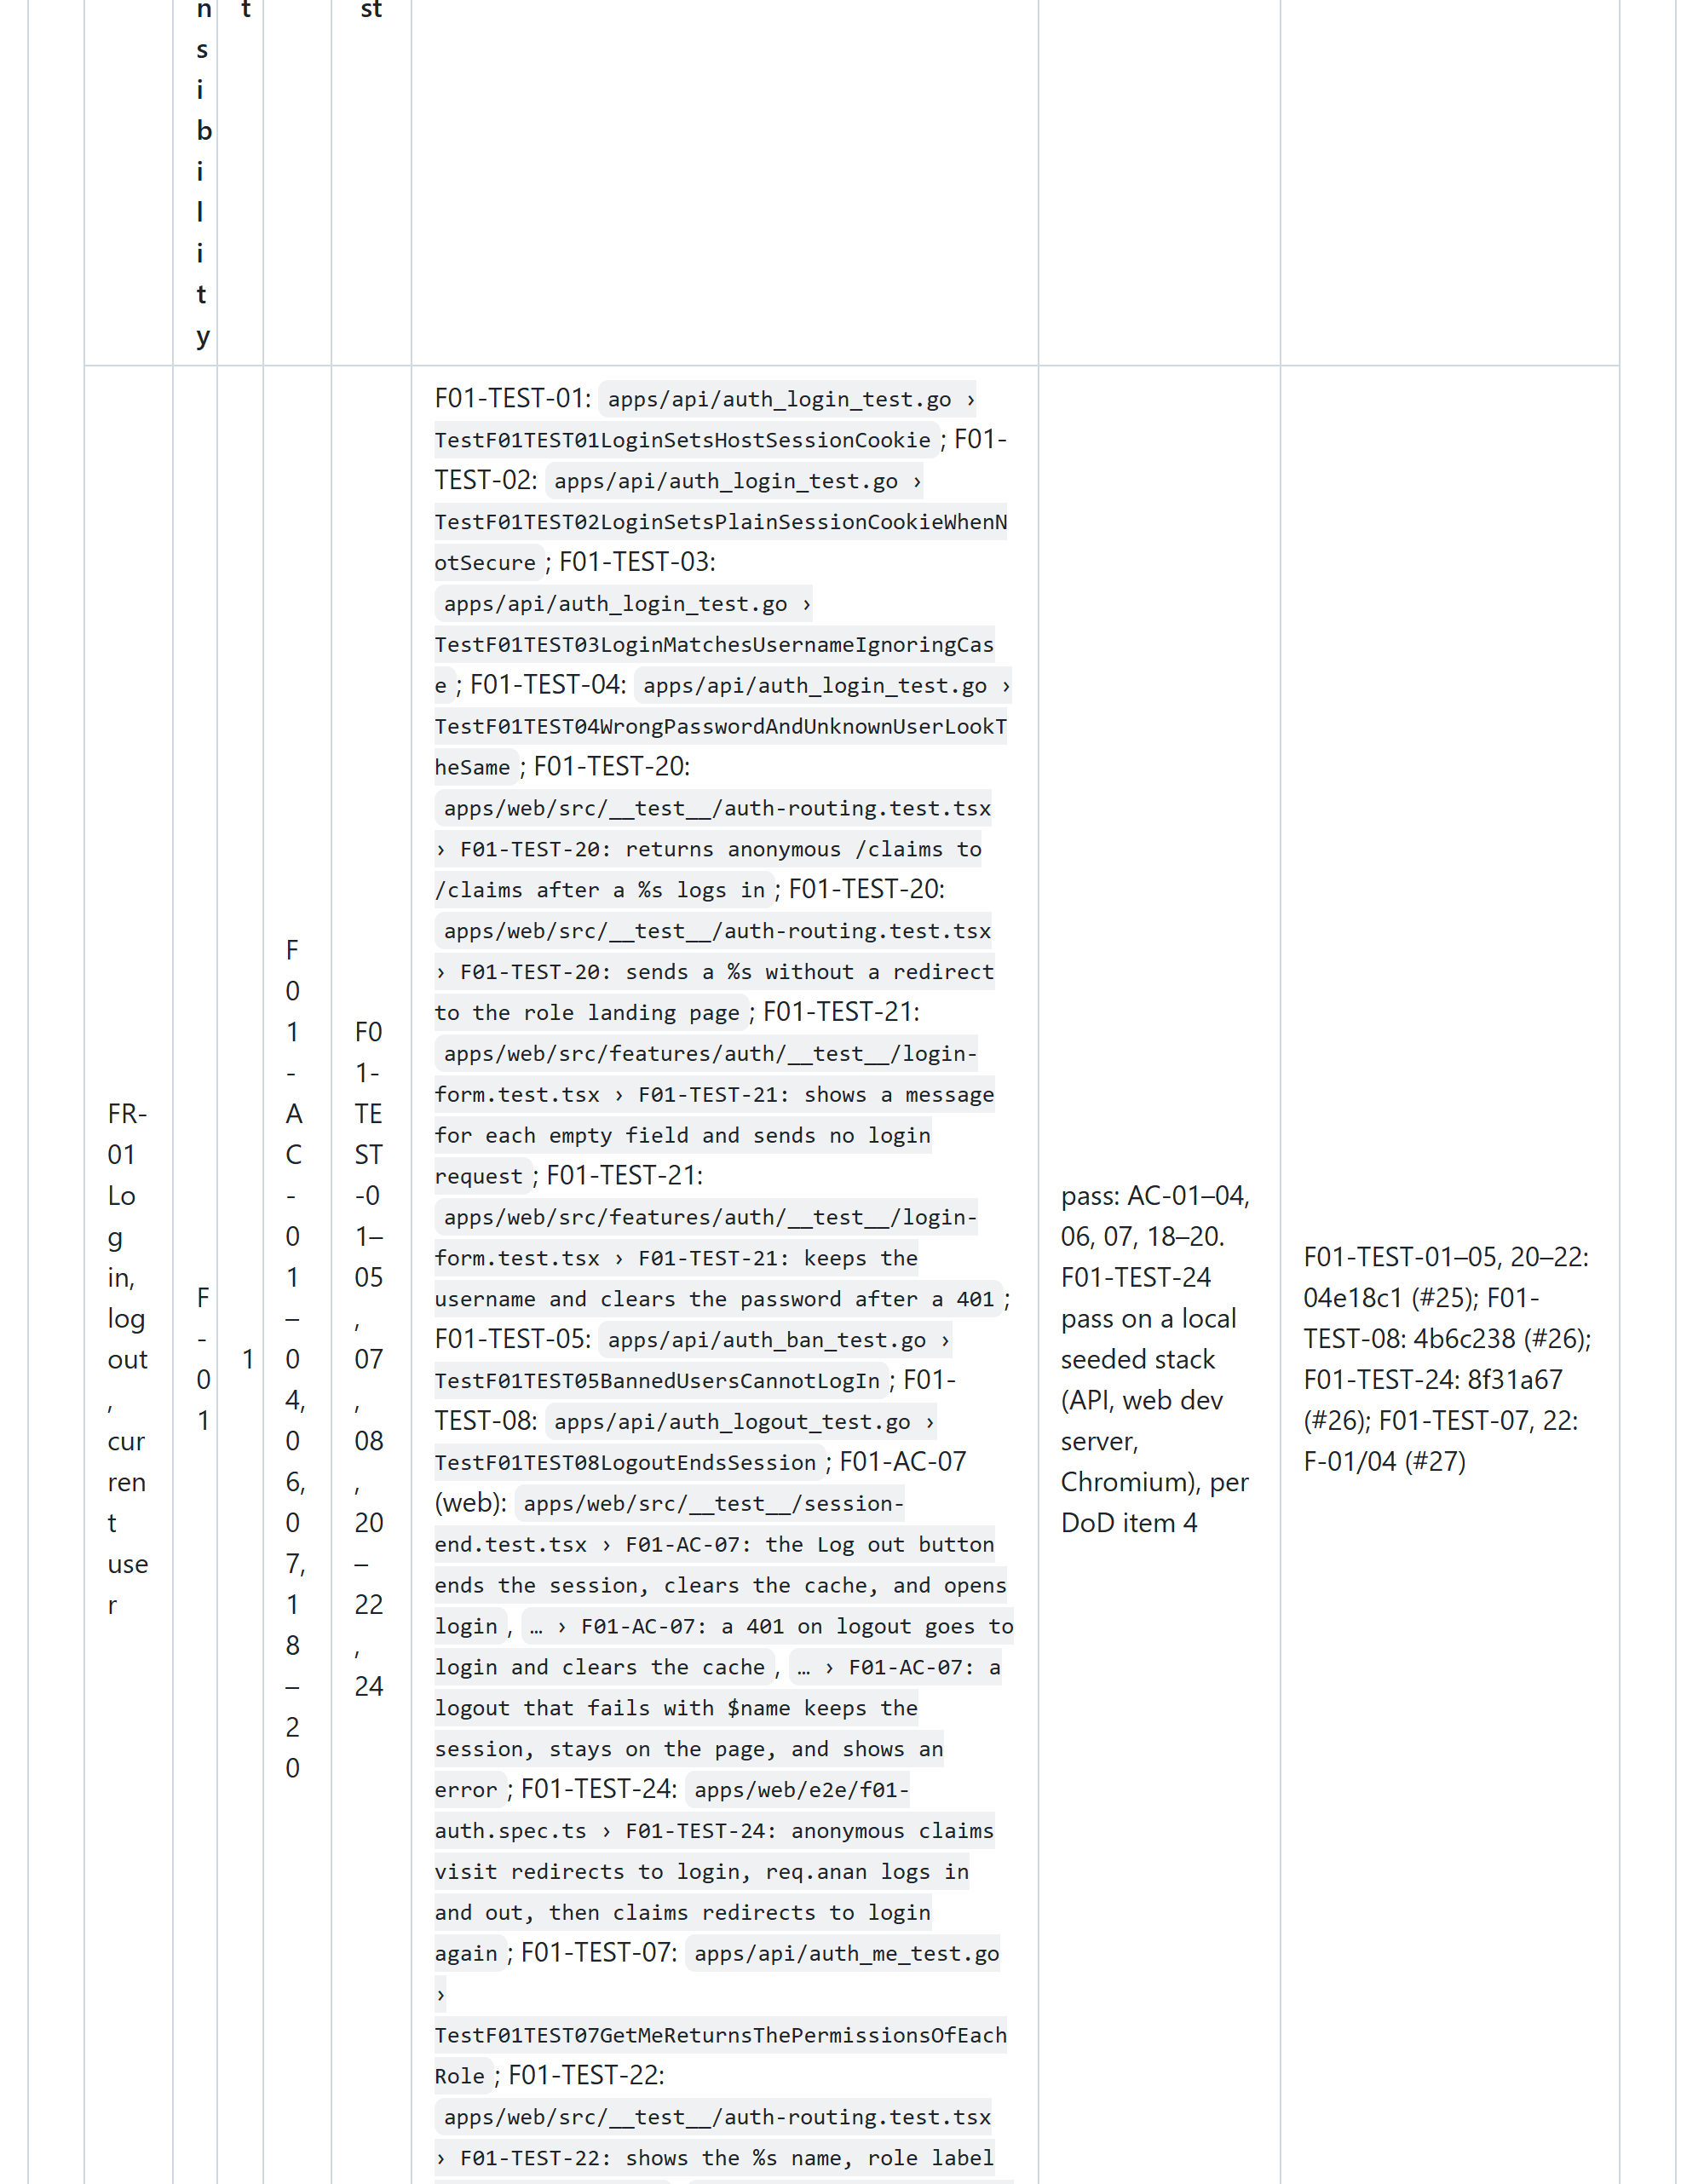 n
s
i
b
i
l
i
t
y
t
st
FR-
01
Lo
g
in,
log
out
,
cur
ren
t
use
r
F
-
0
1
1
F
0
1
-
A
C
-
0
1
–
0
4,
0
6,
0
7,
1
8
–
2
0
F0
1-
TE
ST
-0
1–
05
,
07
,
08
,
20
–
22
,
24
F01-TEST-01: apps/api/auth_login_test.go ›
TestF01TEST01LoginSetsHostSessionCookie; F01-
TEST-02: apps/api/auth_login_test.go ›
TestF01TEST02LoginSetsPlainSessionCookieWhenN
otSecure; F01-TEST-03:
apps/api/auth_login_test.go ›
TestF01TEST03LoginMatchesUsernameIgnoringCas
e; F01-TEST-04: apps/api/auth_login_test.go ›
TestF01TEST04WrongPasswordAndUnknownUserLookT
heSame; F01-TEST-20:
apps/web/src/__test__/auth-routing.test.tsx
› F01-TEST-20: returns anonymous /claims to
/claims after a %s logs in; F01-TEST-20:
apps/web/src/__test__/auth-routing.test.tsx
› F01-TEST-20: sends a %s without a redirect
to the role landing page; F01-TEST-21:
apps/web/src/features/auth/__test__/login-
form.test.tsx › F01-TEST-21: shows a message
for each empty field and sends no login
request; F01-TEST-21:
apps/web/src/features/auth/__test__/login-
form.test.tsx › F01-TEST-21: keeps the
username and clears the password after a 401;
F01-TEST-05: apps/api/auth_ban_test.go ›
TestF01TEST05BannedUsersCannotLogIn; F01-
TEST-08: apps/api/auth_logout_test.go ›
TestF01TEST08LogoutEndsSession; F01-AC-07
(web): apps/web/src/__test__/session-
end.test.tsx › F01-AC-07: the Log out button
ends the session, clears the cache, and opens
login, … › F01-AC-07: a 401 on logout goes to
login and clears the cache, … › F01-AC-07: a
logout that fails with $name keeps the
session, stays on the page, and shows an
error; F01-TEST-24: apps/web/e2e/f01-
auth.spec.ts › F01-TEST-24: anonymous claims
visit redirects to login, req.anan logs in
and out, then claims redirects to login
again; F01-TEST-07: apps/api/auth_me_test.go
›
TestF01TEST07GetMeReturnsThePermissionsOfEach
Role; F01-TEST-22:
apps/web/src/__test__/auth-routing.test.tsx
› F01-TEST-22: shows the %s name, role label
pass: AC-01–04,
06, 07, 18–20.
F01-TEST-24
pass on a local
seeded stack
(API, web dev
server,
Chromium), per
DoD item 4
F01-TEST-01–05, 20–22:
04e18c1 (#25); F01-
TEST-08: 4b6c238 (#26);
F01-TEST-24: 8f31a67
(#26); F01-TEST-07, 22:
F-01/04 (#27)